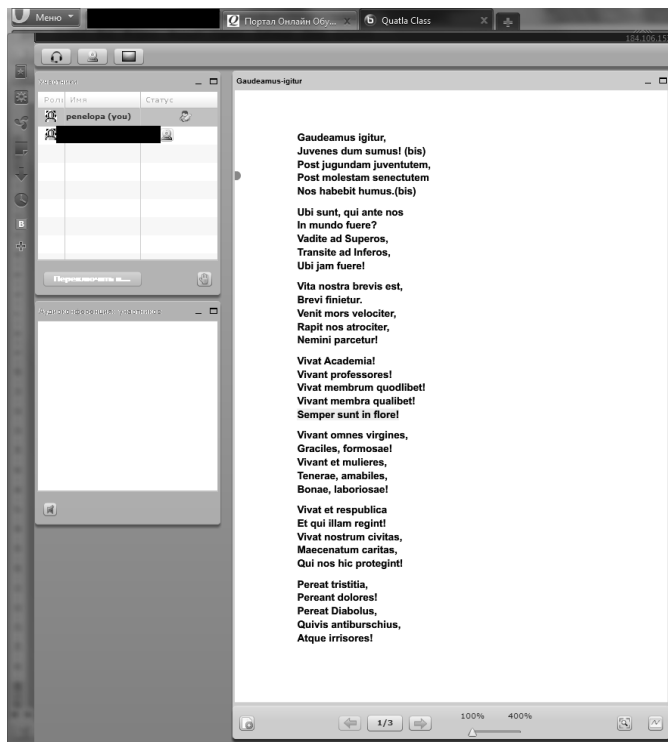 Меню
Портал Онлайн Обу...
Quatla Class
184.106.15
Роль Имя Статус
penelopa (you)
Переключить в...
Gaudeamus-igitur
Gaudeamus igitur,
Juvenes dum sumus! (bis)
Post jugundam juventutem,
Post molestam senectutem
Nos habebit humus.(bis)
Ubi sunt, qui ante nos
In mundo fuere?
Vadite ad Superos,
Transite ad Inferos,
Ubi jam fuere!
Vita nostra brevis est,
Brevi finietur.
Venit mors velociter,
Rapit nos atrociter,
Nemini parcetur!
Vivat Academia!
Vivant professores!
Vivat membrum quodlibet!
Vivant membra qualibet!
Semper sunt in flore!
Vivant omnes virgines,
Graciles, formosae!
Vivant et mulieres,
Tenerae, amabiles,
Bonae, laboriosae!
Vivat et respublica
Et qui illam regint!
Vivat nostrum civitas,
Maecenatum caritas,
Qui nos hic protegint!
Pereat tristitia,
Pereant dolores!
Pereat Diabolus,
Quivis antiburschius,
Atque irrisores!
1/3
100% 400%